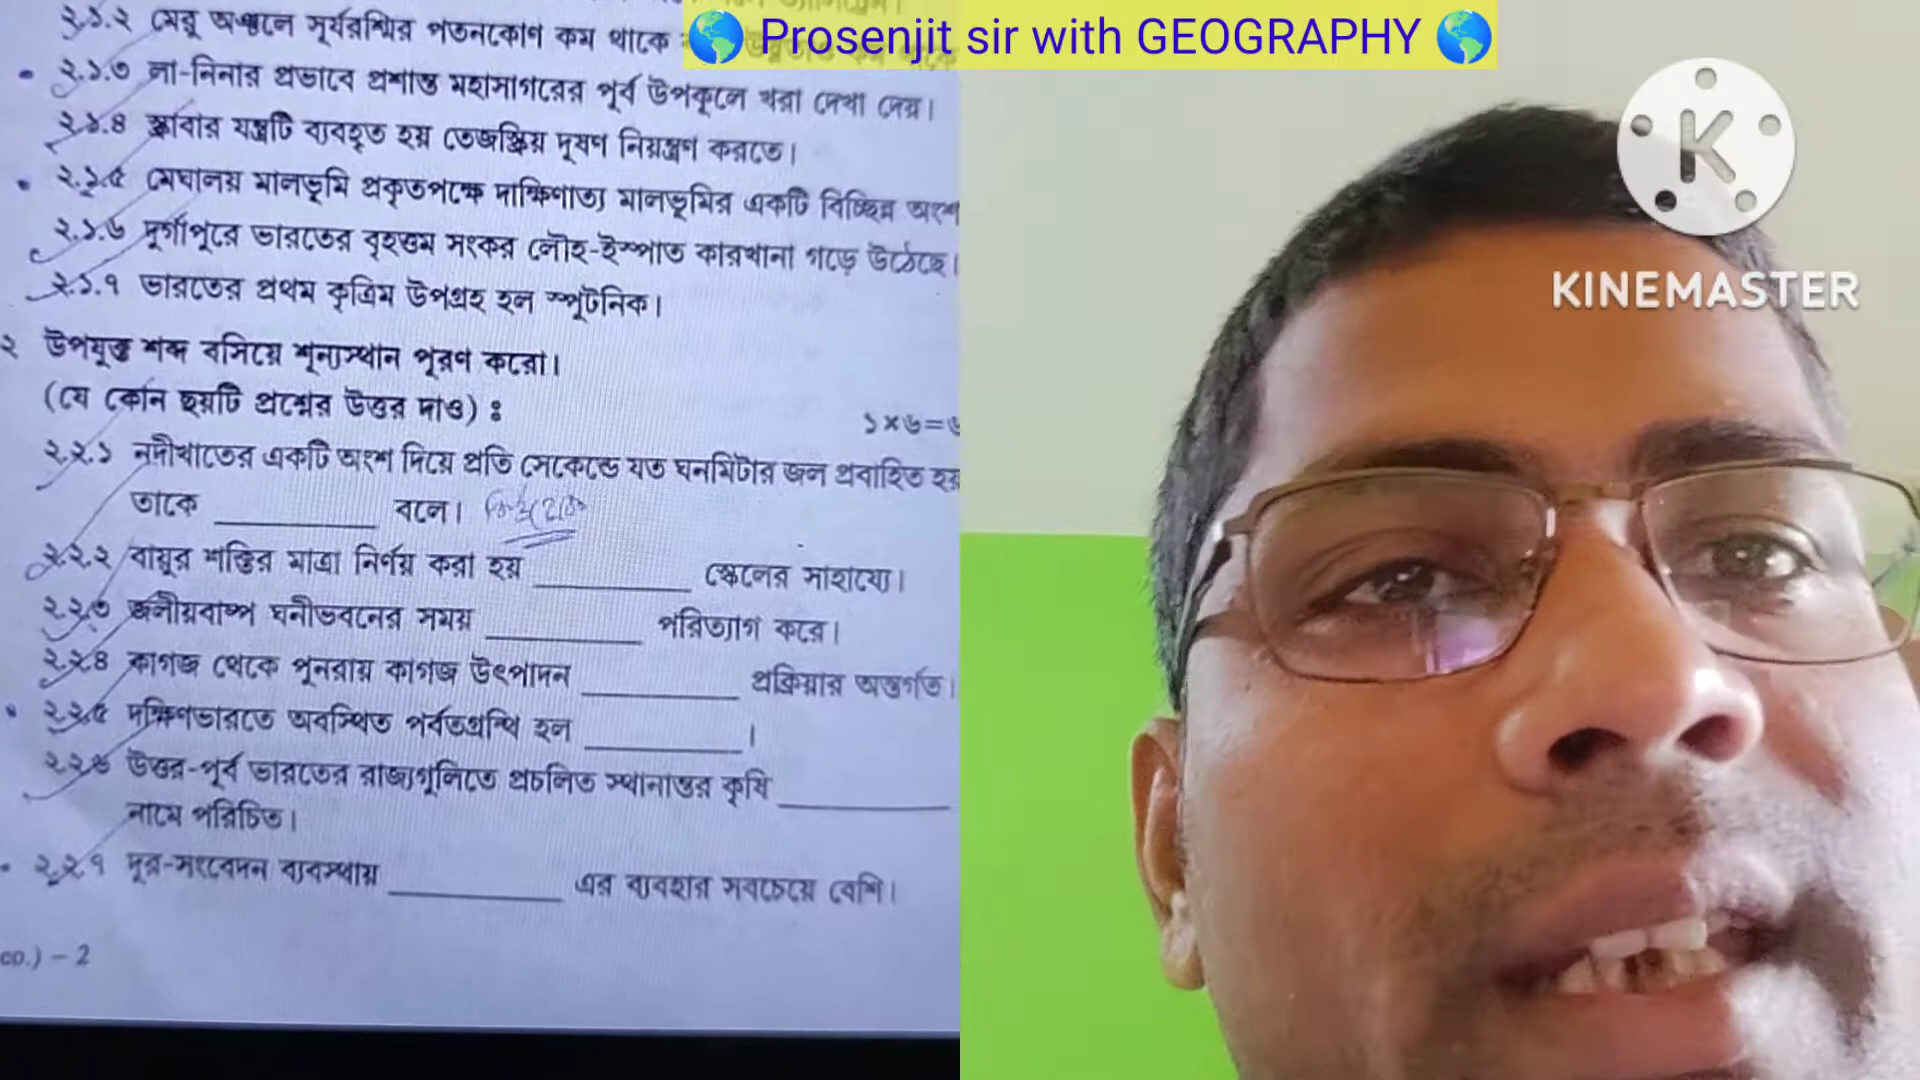 🌎 Prosenjit sir with GEOGRAPHY 🌎
২.১.২ মেরু অঞ্চলে সূর্যরশ্মির পতনকোণ কম থাকে
২.১.৩ লা-নিনার প্রভাবে প্রশান্ত মহাসাগরের পূর্ব উপকূলে খরা দেখা দেয়।
২.১.৪ স্ক্রাবার যন্ত্রটি ব্যবহৃত হয় তেজস্ক্রিয় দূষণ নিয়ন্ত্রণ করতে।
২.১.৫ মেঘালয় মালভূমি প্রকৃতপক্ষে দাক্ষিণাত্য মালভূমির একটি বিচ্ছিন্ন অংশ
২.১.৬ দুর্গাপুরে ভারতের বৃহত্তম সংকর লৌহ-ইস্পাত কারখানা গড়ে উঠেছে।
২.১.৭ ভারতের প্রথম কৃত্রিম উপগ্রহ হল স্পুটনিক।
২ উপযুক্ত শব্দ বসিয়ে শূন্যস্থান পূরণ করো।
(যে কোন ছয়টি প্রশ্নের উত্তর দাও) ঃ
১×৬=৬
২.২.১ নদীখাতের একটি অংশ দিয়ে প্রতি সেকেন্ডে যত ঘনমিটার জল প্রবাহিত হয়
তাকে ________ বলে।
২.২.২ বায়ুর শক্তির মাত্রা নির্ণয় করা হয় ________ স্কেলের সাহায্যে।
২.২.৩ জলীয়বাষ্প ঘনীভবনের সময় ________ পরিত্যাগ করে।
২.২.৪ কাগজ থেকে পুনরায় কাগজ উৎপাদন ________ প্রক্রিয়ার অন্তর্গত।
২.২.৫ দক্ষিণভারতে অবস্থিত পর্বতগ্রন্থি হল ________।
২.২.৬ উত্তর-পূর্ব ভারতের রাজ্যগুলিতে প্রচলিত স্থানান্তর কৃষি ________
নামে পরিচিত।
২.২.৭ দূর-সংবেদন ব্যবস্থায় ________ এর ব্যবহার সবচেয়ে বেশি।
co.) – 2
K
KINEMASTER